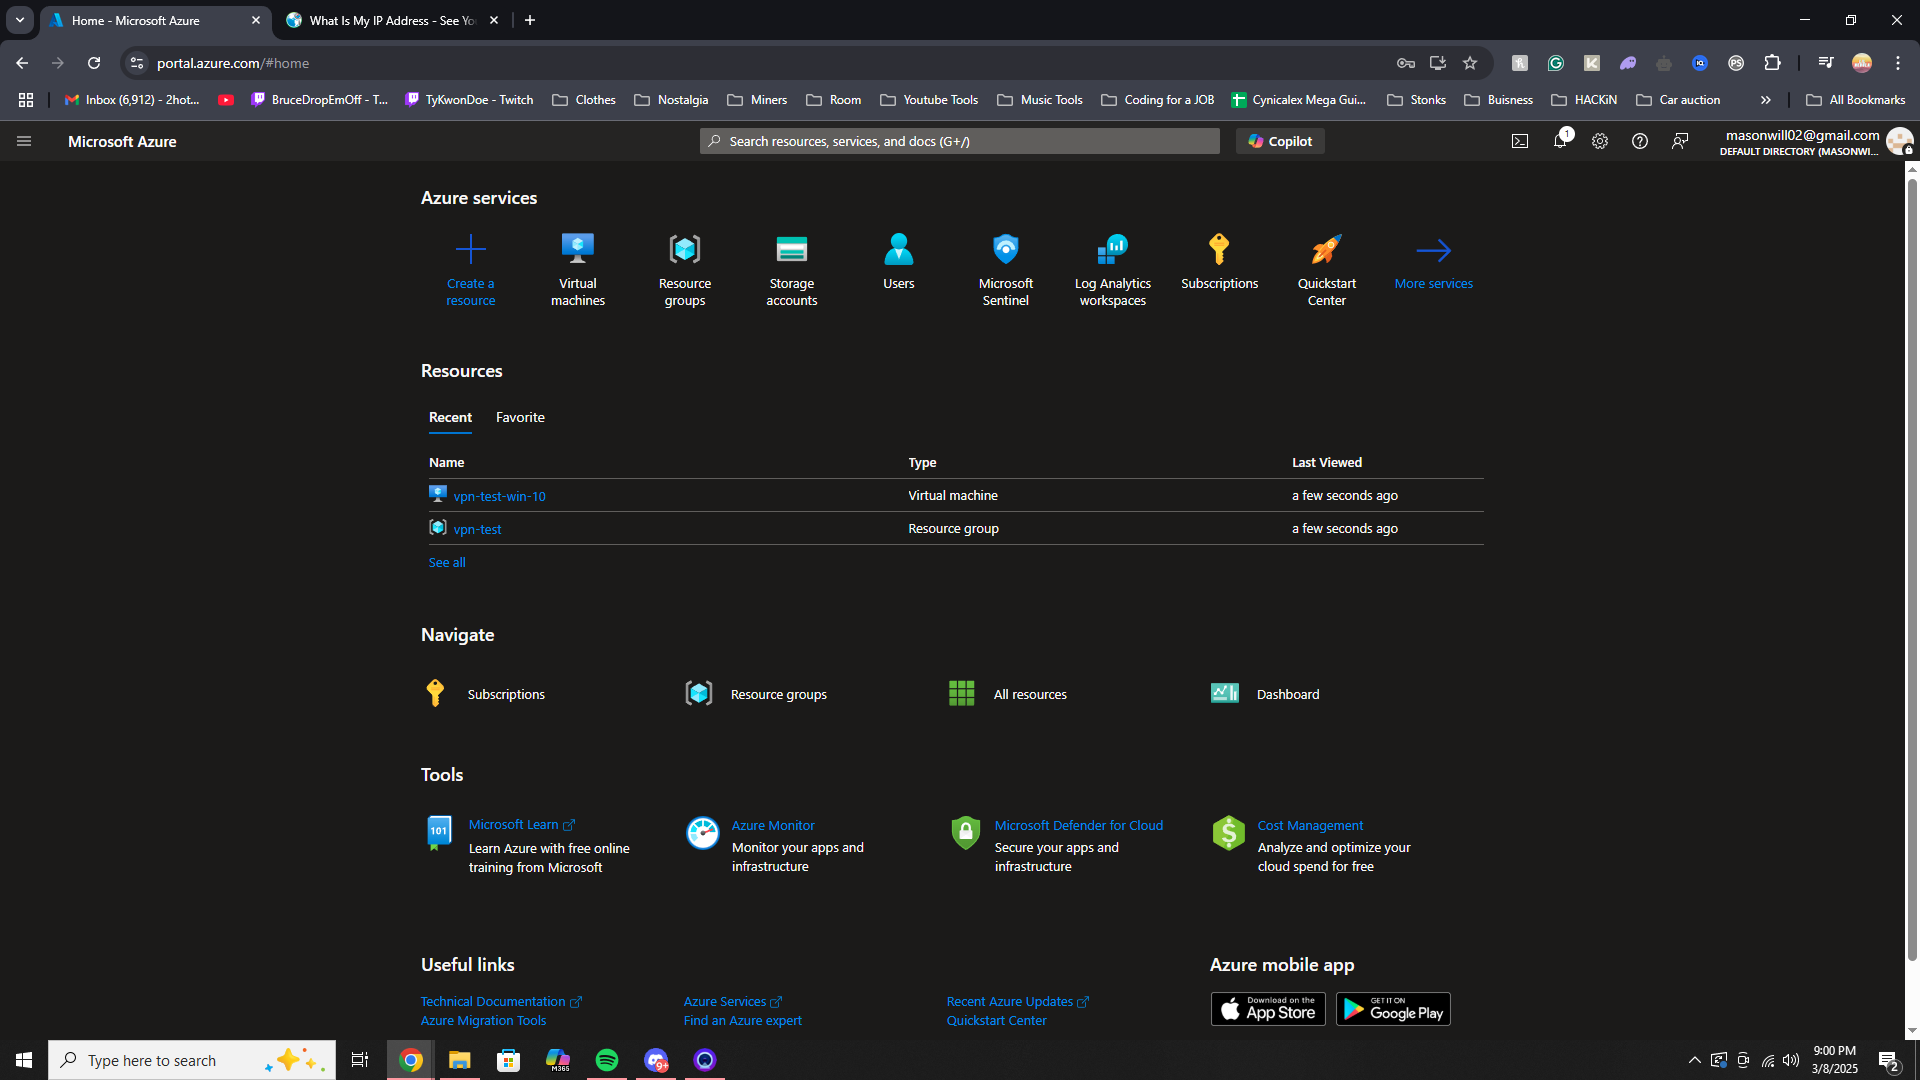 Home - Microsoft Azure
What Is My IP Address - See Yo
portal.azure.com/#home
Inbox (6,912) - 2hot...
BruceDropEmOff - T...
TyKwonDoe - Twitch
Clothes
Nostalgia
Miners
Room
Youtube Tools
Music Tools
Coding for a JOB
Cynicalex Mega Gui...
Stonks
Buisness
HACKiN
Car auction
All Bookmarks
Microsoft Azure
Search resources, services, and docs (G+/)
Copilot
1
masonwill02@gmail.com
DEFAULT DIRECTORY (MASONWI...
Azure services
Create a resource
Virtual machines
Resource groups
Storage accounts
Users
Microsoft Sentinel
Log Analytics workspaces
Subscriptions
Quickstart Center
More services
Resources
Recent
Favorite
Name
Type
Last Viewed
vpn-test-win-10
Virtual machine
a few seconds ago
vpn-test
Resource group
a few seconds ago
See all
Navigate
Subscriptions
Resource groups
All resources
Dashboard
Tools
101
Microsoft Learn
Learn Azure with free online
training from Microsoft
Azure Monitor
Monitor your apps and
infrastructure
Microsoft Defender for Cloud
Secure your apps and
infrastructure
Cost Management
Analyze and optimize your
cloud spend for free
Useful links
Technical Documentation
Azure Services
Recent Azure Updates
Azure Migration Tools
Find an Azure expert
Quickstart Center
Azure mobile app
Download on the
App Store
GET IT ON
Google Play
Type here to search
M365
9+
9:00 PM
3/8/2025
2